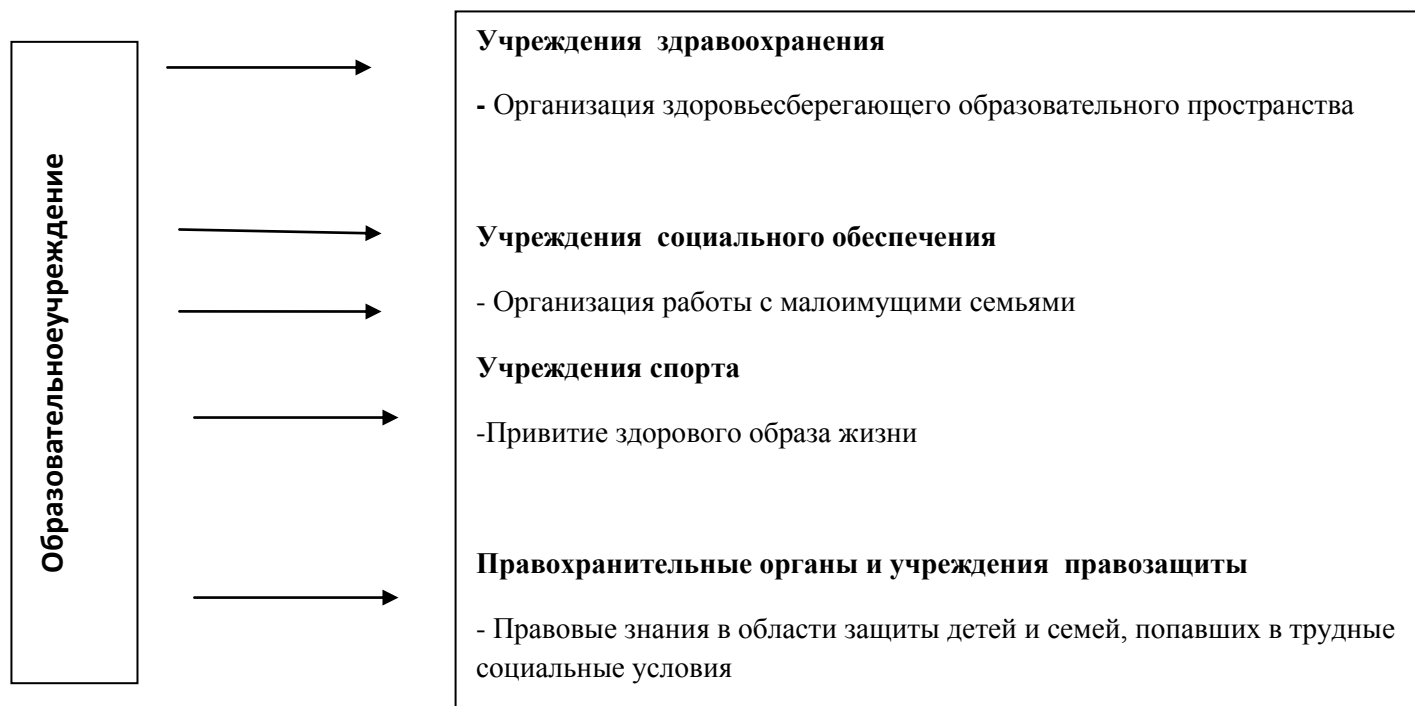 Образовательноеучреждение
Учреждения  здравоохранения
- Организация здоровьесберегающего образовательного пространства
Учреждения  социального обеспечения
- Организация работы с малоимущими семьями
Учреждения спорта
-Привитие здорового образа жизни
Правохранительные органы и учреждения  правозащиты
- Правовые знания в области защиты детей и семей, попавших в трудные
социальные условия